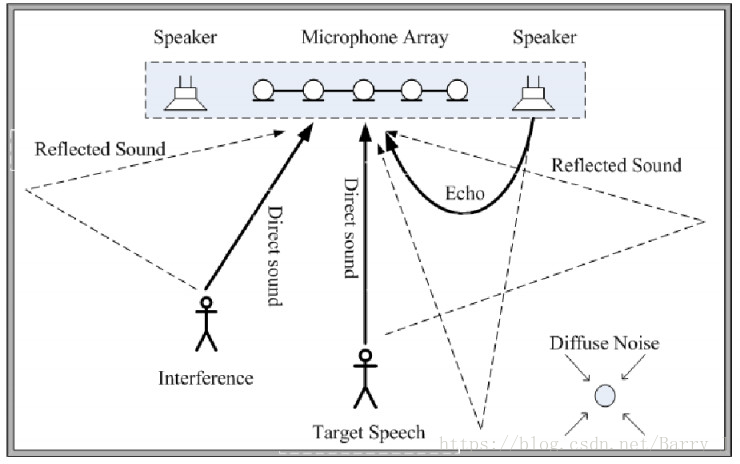 Speaker
Microphone Array
Speaker
Reflected Sound
Reflected Sound
Echo
Direct sound
Direct sound
Diffuse Noise
Interference
Target Speech
https://blog.csdn.net/Barry_